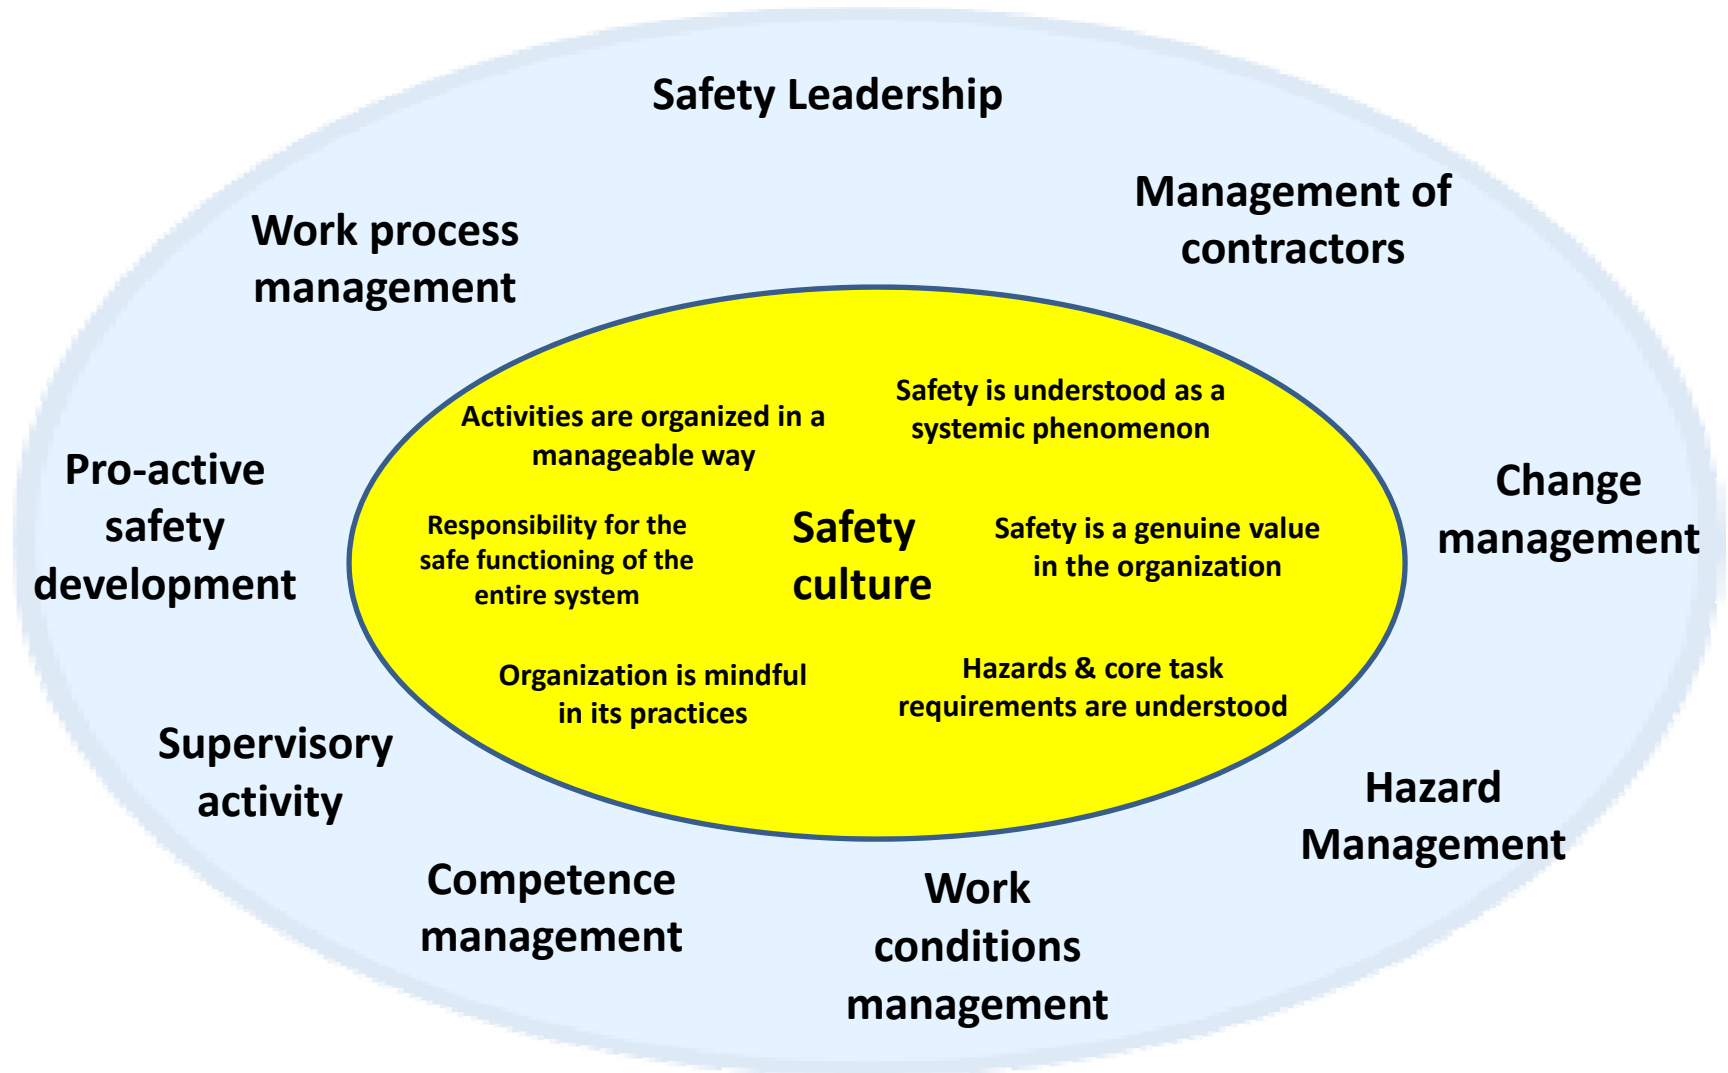 Safety Leadership
Management of
contractors
Work process
management
Safety is understood as a
systemic phenomenon
Activities are organized in a
manageable way
Pro-active
safety
development
Change
management
Responsibility for the
safe functioning of the
entire system
Safety
culture
Safety is a genuine value
in the organization
Organization is mindful
in its practices
Hazards & core task
requirements are understood
Supervisory
activity
Hazard
Management
Competence
management
Work
conditions
management